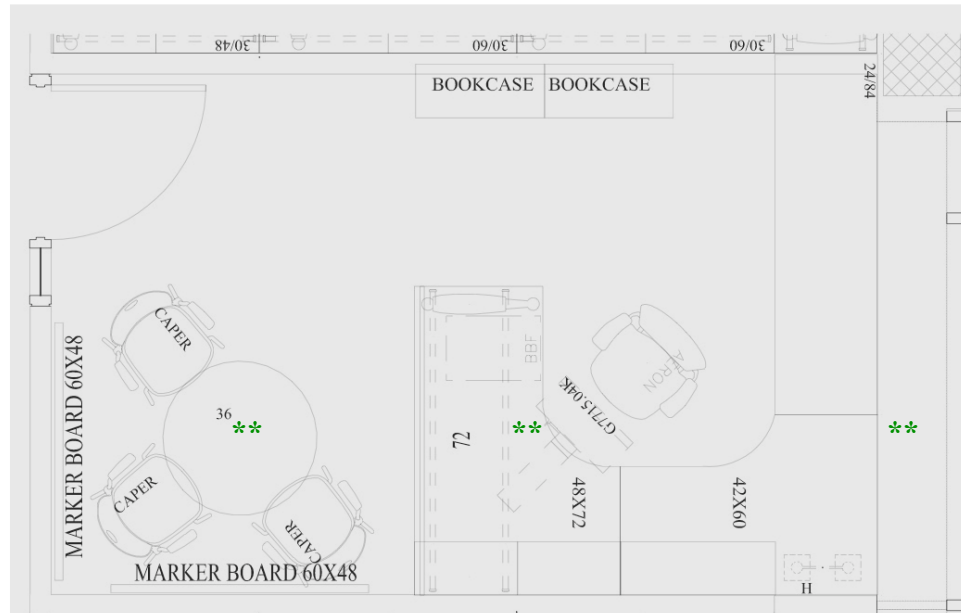 30/48
30/60
30/60
24/84
BOOKCASE BOOKCASE
CAPER
MARKER BOARD 60X48
36
**
CAPER
CAPER
MARKER BOARD 60X48
BBF
AERON
G7715.04K
72
**
48X72
42X60
**
H